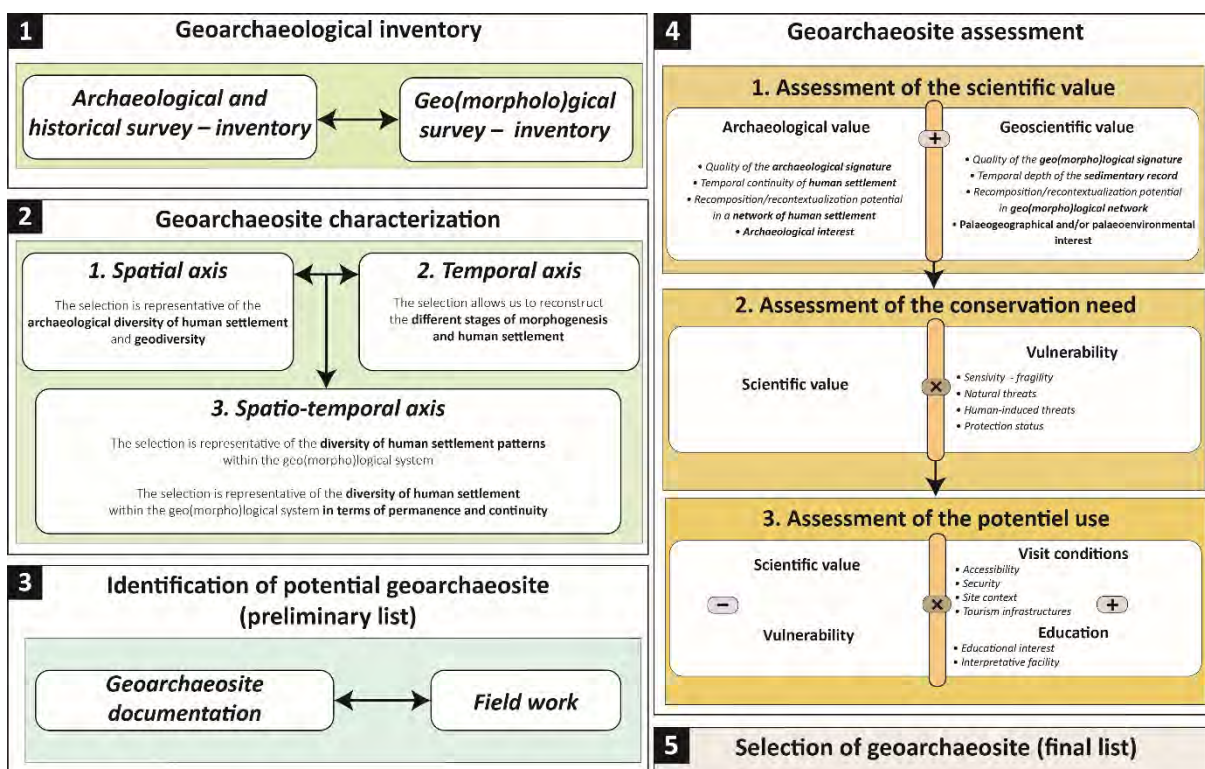 1
Geoarchaeological inventory
Archaeological and
historical survey – inventory
Geo(morpholo)gical
survey – inventory
2
Geoarchaeosite characterization
1. Spatial axis
The selection is representative of the
archaeological diversity of human settlement
and geodiversity
2. Temporal axis
The selection allows us to reconstruct
the different stages of morphogenesis
and human settlement
3. Spatio-temporal axis
The selection is representative of the diversity of human settlement patterns
within the geo(morpho)logical system
The selection is representative of the diversity of human settlement
within the geo(morpho)logical system in terms of permanence and continuity
3
Identification of potential geoarchaeosite
(preliminary list)
Geoarchaeosite
documentation
Field work
4
Geoarchaeosite assessment
1. Assessment of the scientific value
Archaeological value
• Quality of the archaeological signature
• Temporal continuity of human settlement
• Recomposition/recontextualization potential
in a network of human settlement
• Archaeological interest
+
Geoscientific value
• Quality of the geo(morpho)logical signature
• Temporal depth of the sedimentary record
• Recomposition/recontextualization potential
in geo(morpho)logical network
• Palaeogeographical and/or palaeoenvironmental
interest
2. Assessment of the conservation need
Scientific value
×
Vulnerability
• Sensivity - fragility
• Natural threats
• Human-induced threats
• Protection status
3. Assessment of the potentiel use
Scientific value
−
Vulnerability
×
Visit conditions
• Accessibility
• Security
• Site context
• Tourism infrastructures
+
Education
• Educational interest
• Interpretative facility
5
Selection of geoarchaeosite (final list)